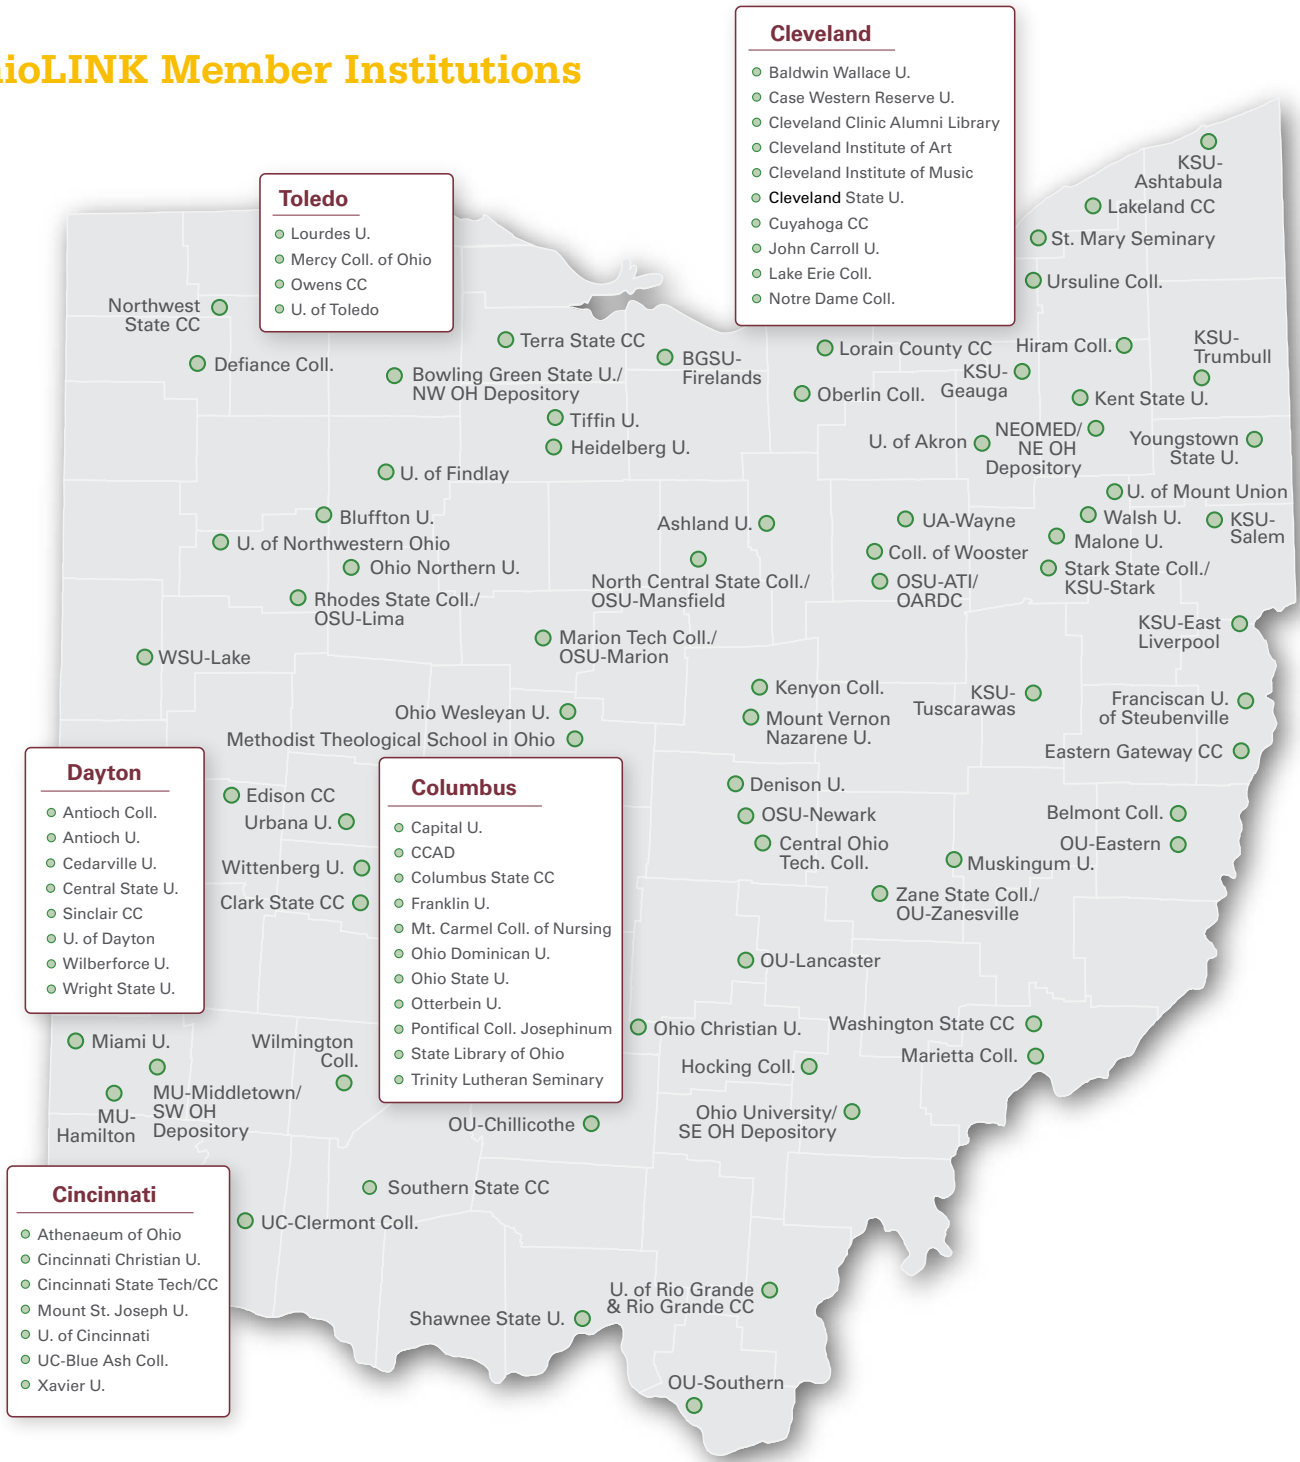 ioLINK Member Institutions
Cleveland
Baldwin Wallace U.
Case Western Reserve U.
Cleveland Clinic Alumni Library
Cleveland Institute of Art
Cleveland Institute of Music
Cleveland State U.
Cuyahoga CC
John Carroll U.
Lake Erie Coll.
Notre Dame Coll.
Toledo
Lourdes U.
Mercy Coll. of Ohio
Owens CC
U. of Toledo
KSU-
Ashtabula
Lakeland CC
St. Mary Seminary
Ursuline Coll.
Northwest
State CC
Defiance Coll.
Terra State CC
Bowling Green State U./
NW OH Depository
BGSU-
Firelands
Lorain County CC
Hiram Coll.
KSU-
Trumbull
KSU-
Geauga
Oberlin Coll.
Kent State U.
Tiffin U.
Heidelberg U.
U. of Akron
NEOMED/
NE OH
Depository
Youngstown
State U.
U. of Findlay
U. of Mount Union
Bluffton U.
Ashland U.
UA-Wayne
Walsh U.
KSU-
Salem
Malone U.
U. of Northwestern Ohio
Coll. of Wooster
Ohio Northern U.
North Central State Coll./
OSU-Mansfield
OSU-ATI/
OARDC
Stark State Coll./
KSU-Stark
Rhodes State Coll./
OSU-Lima
KSU-East
Liverpool
Marion Tech Coll./
OSU-Marion
WSU-Lake
Kenyon Coll.
KSU-
Tuscarawas
Franciscan U.
of Steubenville
Ohio Wesleyan U.
Mount Vernon
Nazarene U.
Methodist Theological School in Ohio
Eastern Gateway CC
Dayton
Antioch Coll.
Antioch U.
Cedarville U.
Central State U.
Sinclair CC
U. of Dayton
Wilberforce U.
Wright State U.
Edison CC
Urbana U.
Wittenberg U.
Clark State CC
Columbus
Capital U.
CCAD
Columbus State CC
Franklin U.
Mt. Carmel Coll. of Nursing
Ohio Dominican U.
Ohio State U.
Otterbein U.
Pontifical Coll. Josephinum
State Library of Ohio
Trinity Lutheran Seminary
Denison U.
OSU-Newark
Central Ohio
Tech. Coll.
Belmont Coll.
OU-Eastern
Muskingum U.
Zane State Coll./
OU-Zanesville
OU-Lancaster
Ohio Christian U.
Washington State CC
Marietta Coll.
Hocking Coll.
Ohio University/
SE OH Depository
Miami U.
MU-Middletown/
SW OH
Depository
MU-
Hamilton
Wilmington
Coll.
OU-Chillicothe
Southern State CC
UC-Clermont Coll.
Cincinnati
Athenaeum of Ohio
Cincinnati Christian U.
Cincinnati State Tech/CC
Mount St. Joseph U.
U. of Cincinnati
UC-Blue Ash Coll.
Xavier U.
U. of Rio Grande
& Rio Grande CC
Shawnee State U.
OU-Southern